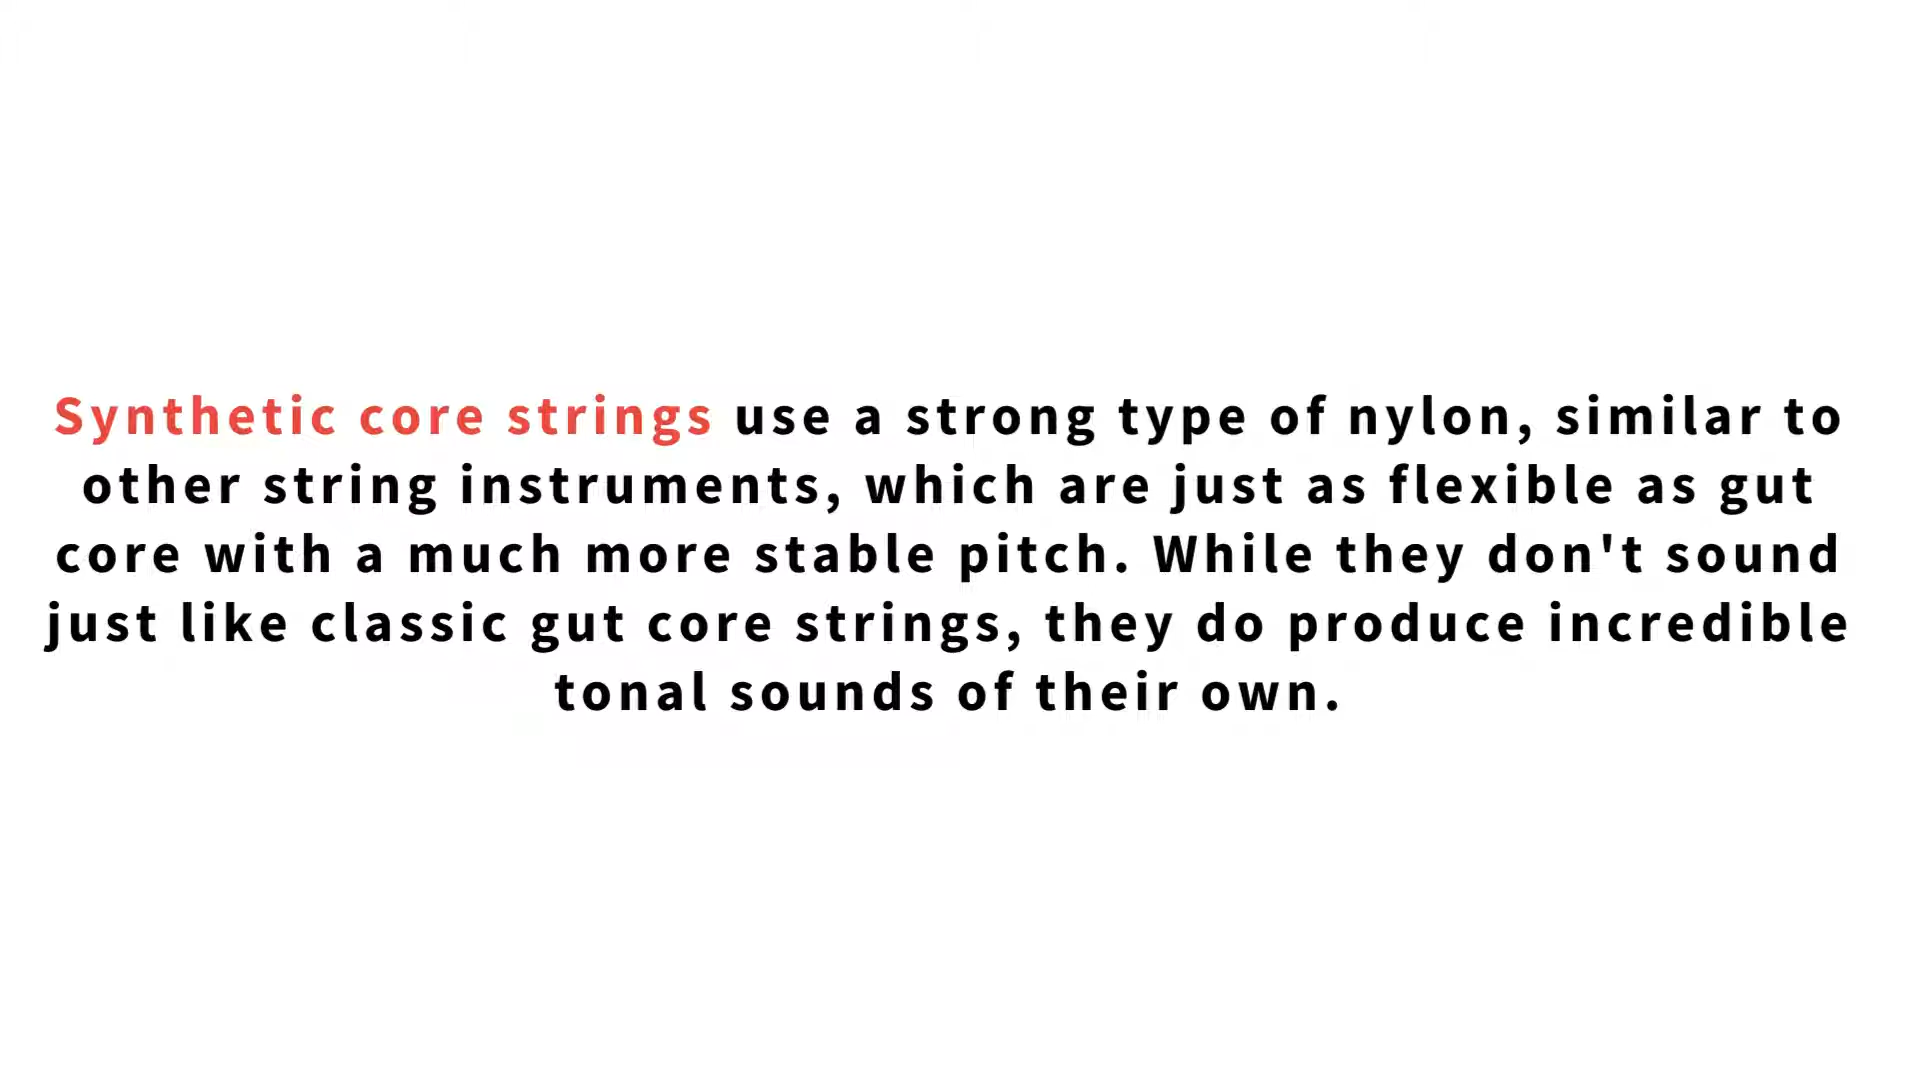 Synthetic core strings use a strong type of nylon, similar to
other string instruments, which are just as flexible as gut
core with a much more stable pitch. While they don't sound
just like classic gut core strings, they do produce incredible
tonal sounds of their own.